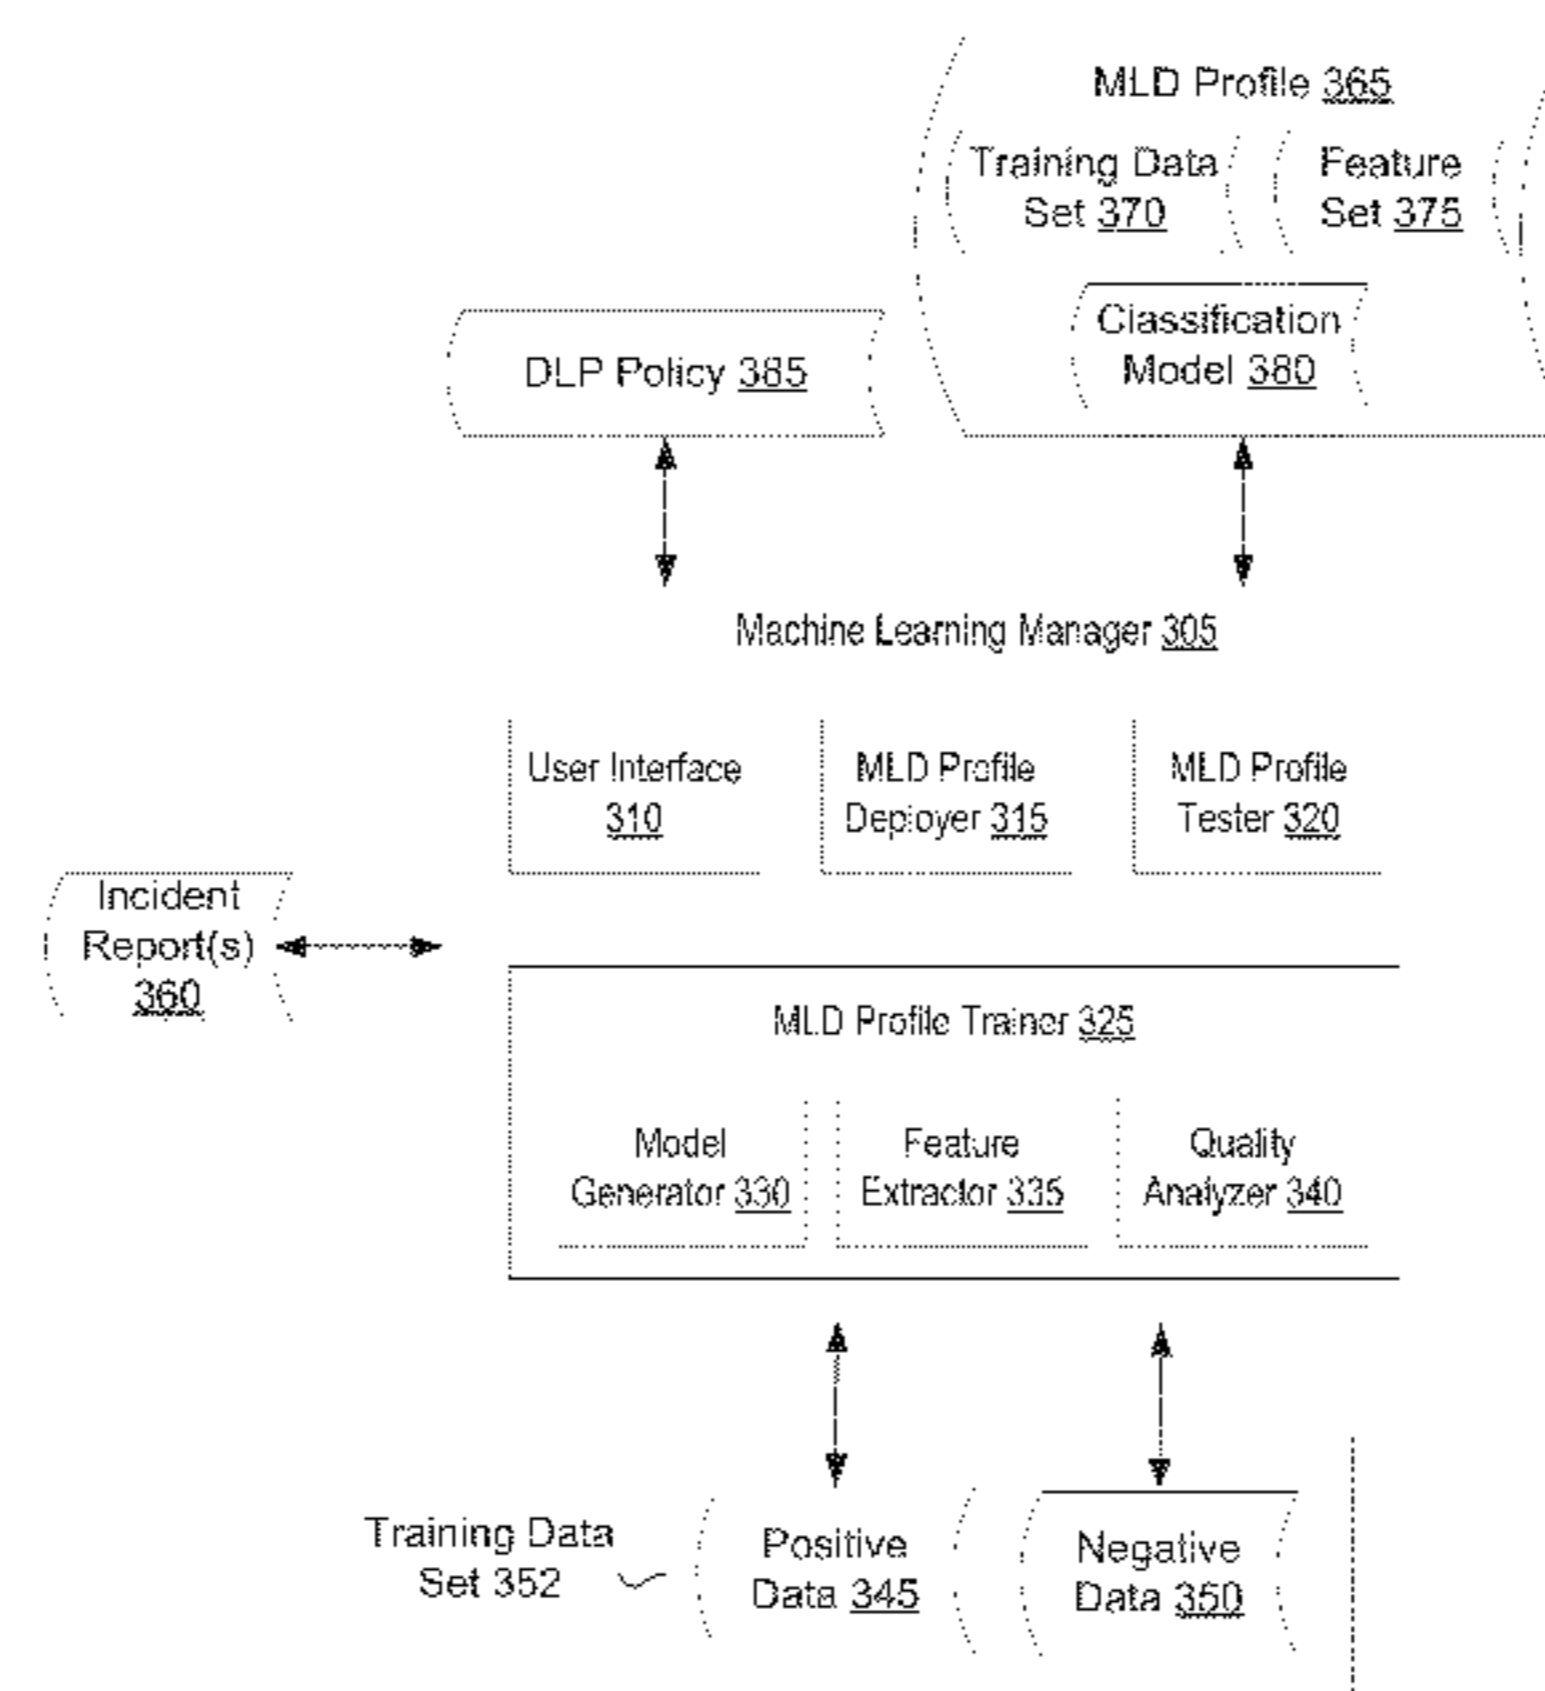 MLD Profile 365
Training Data
Set 370
Feature
Set 375
Classification
Model 380
DLP Policy 385
Machine Learning Manager 305
User Interface
310
MLD Profile
Deployer 315
MLD Profile
Tester 320
Incident
Report(s)
360
MLD Profile Trainer 325
Model
Generator 330
Feature
Extractor 335
Quality
Analyzer 340
Training Data
Set 352
Positive
Data 345
Negative
Data 350